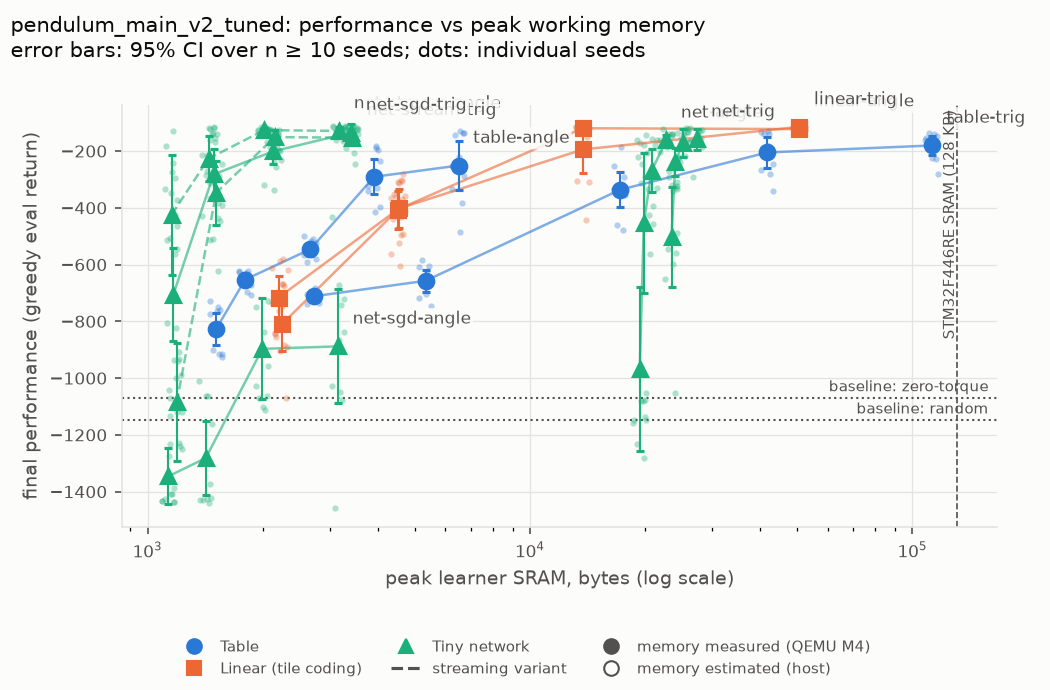 pendulum_main_v2_tuned: performance vs peak working memory
error bars: 95% CI over n ≥ 10 seeds; dots: individual seeds
net-sgd-trig
net-trig
linear-trig
table-trig
table-angle
net-sgd-angle
STM32F446RE SRAM (128 KB)
baseline: zero-torque
baseline: random
final performance (greedy eval return)
−200
−400
−600
−800
−1000
−1200
−1400
10³
10⁴
10⁵
peak learner SRAM, bytes (log scale)
Table
Linear (tile coding)
Tiny network
streaming variant
memory measured (QEMU M4)
memory estimated (host)